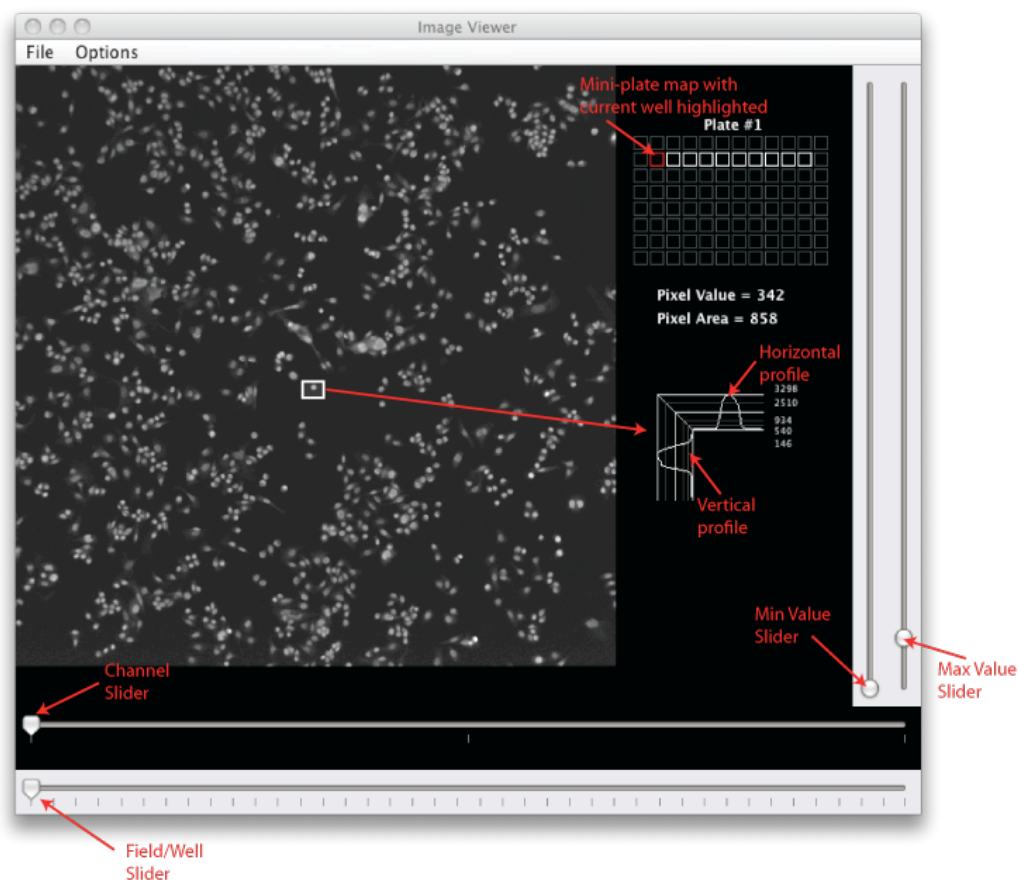 Image Viewer
File Options
Mini-plate map with
current well highlighted
Plate #1
Pixel Value = 342
Pixel Area = 858
Horizontal
profile
3298
2510
934
540
146
Vertical
profile
Min Value
Slider
Max Value
Slider
Channel
Slider
Field/Well
Slider